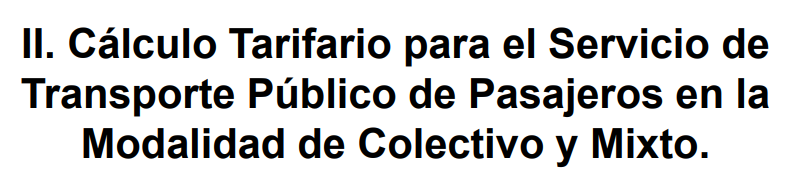 II. Cálculo Tarifario para el Servicio de
Transporte Público de Pasajeros en la
Modalidad de Colectivo y Mixto.